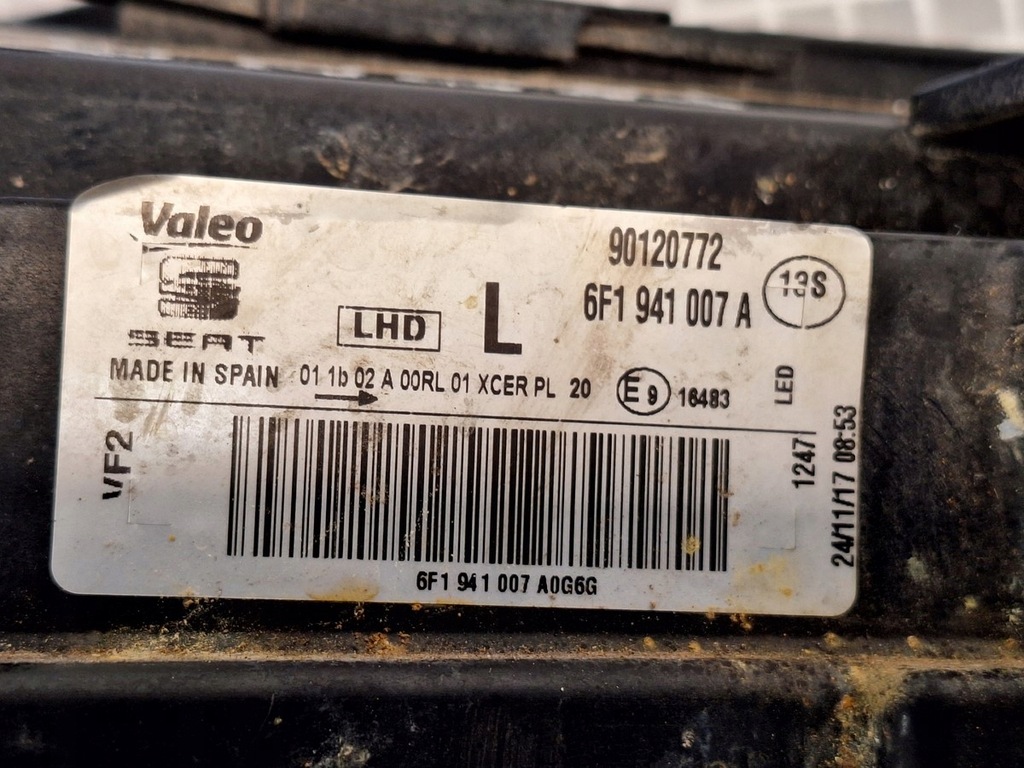 Valeo
SEAT
LHD
L
90120772
6F1 941 007 A
13S
MADE IN SPAIN
01 1b 02 A 00RL 01 XCER PL 20
E9
16483
LED
VF2
12471
24/11/17 08:53
6F1 941 007 A0G6G